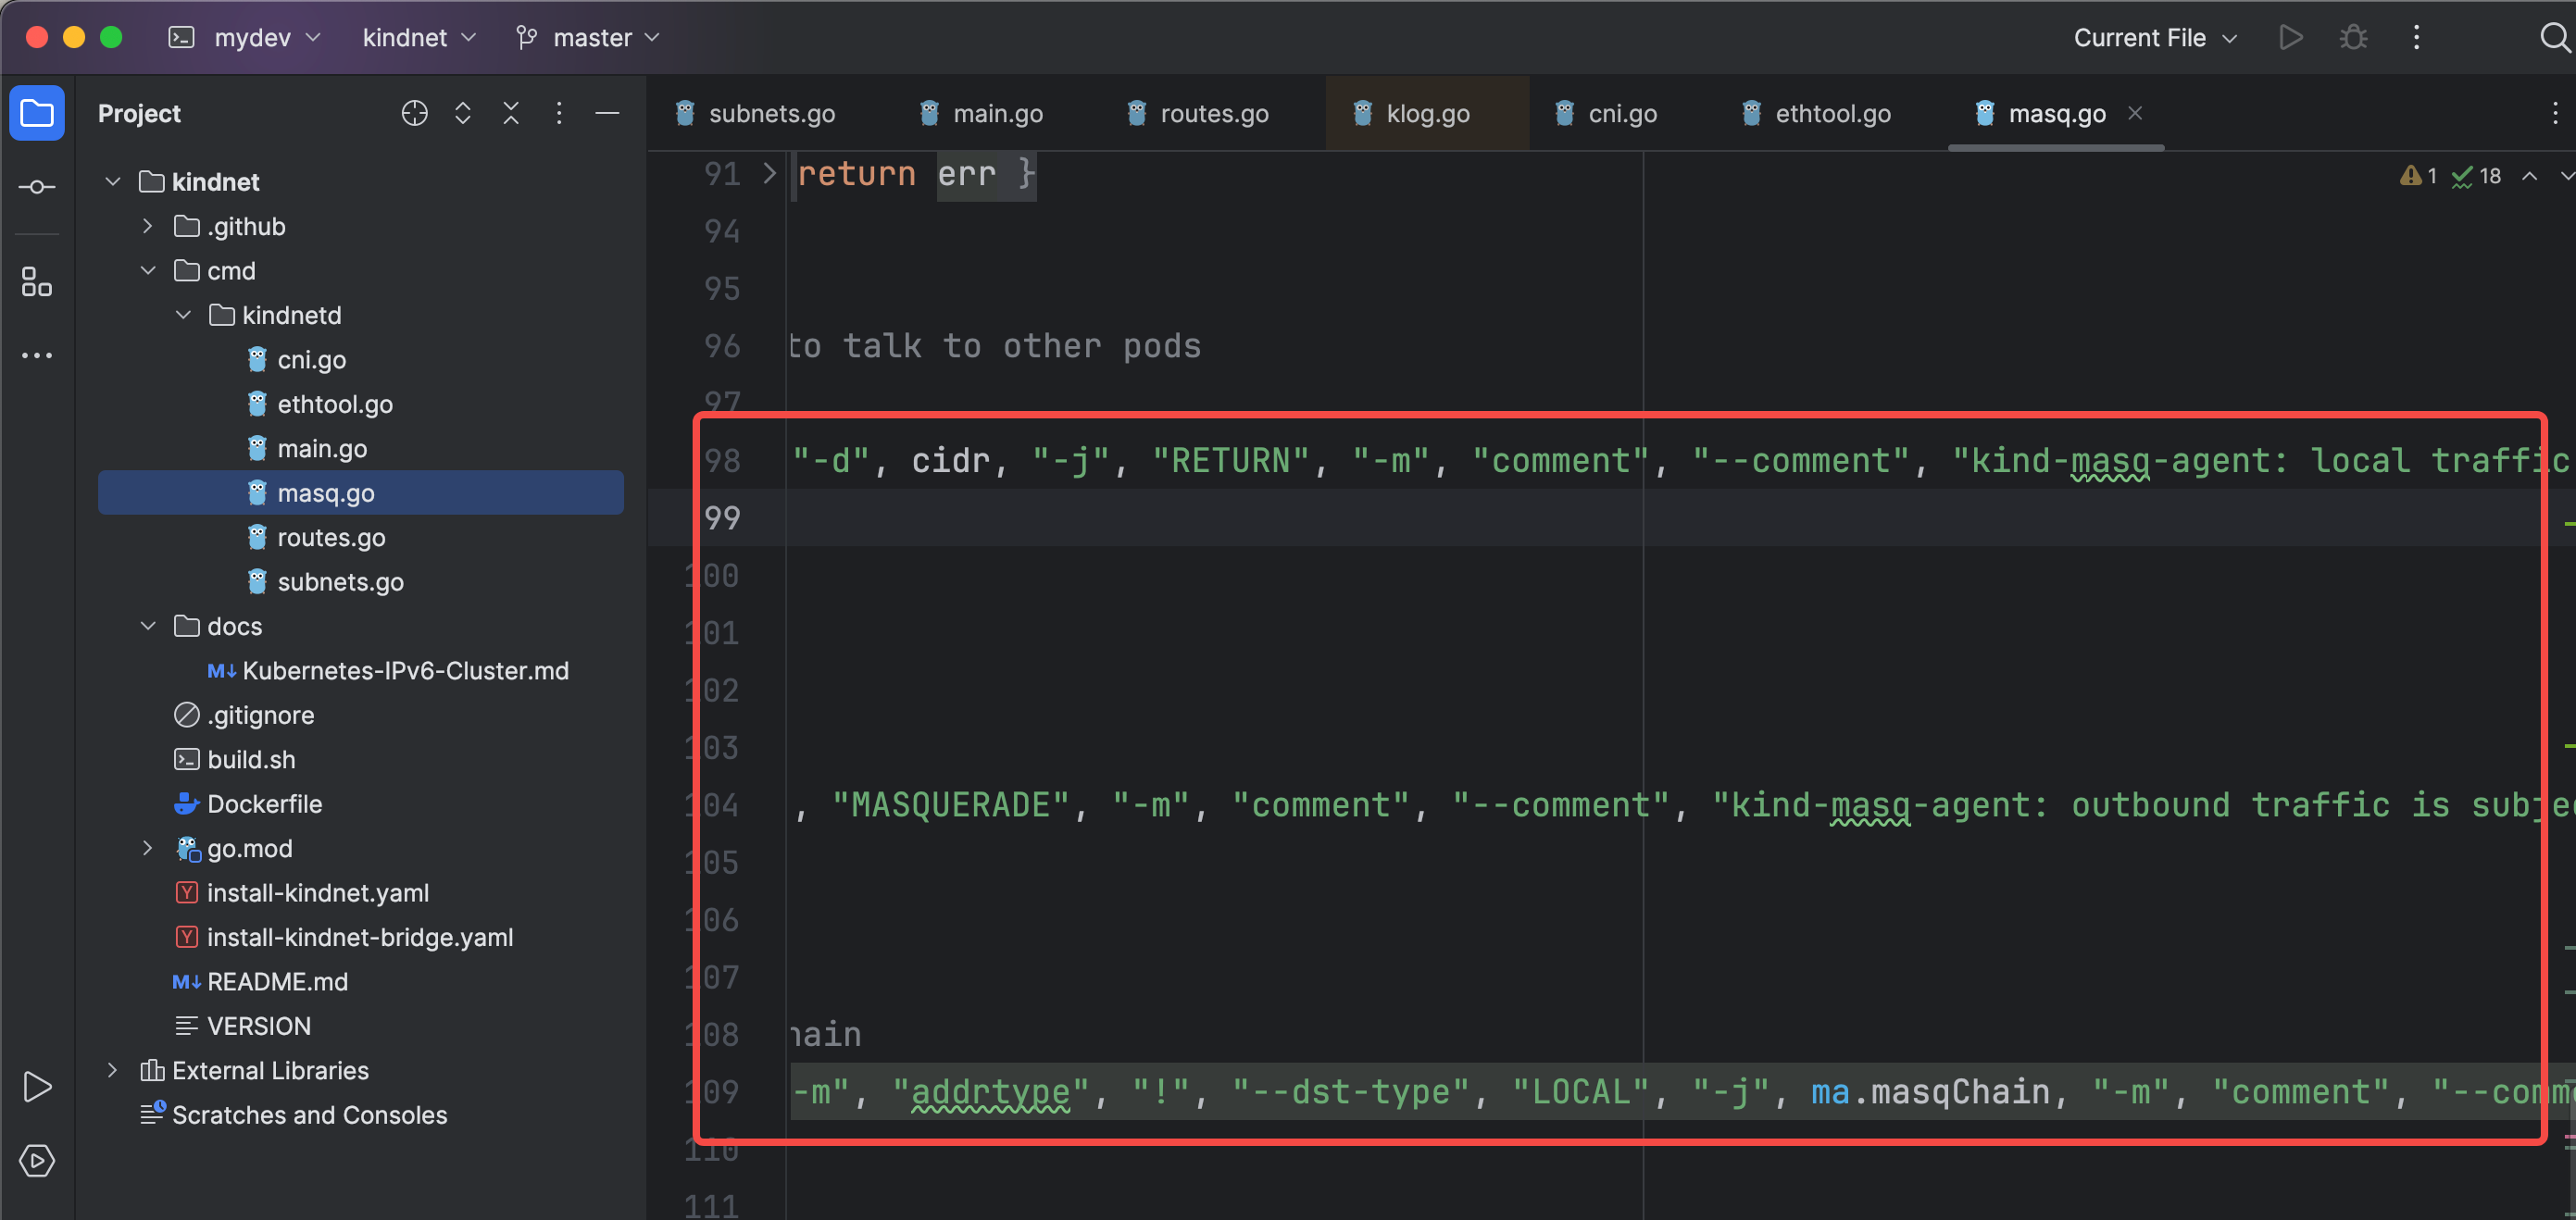 mydev kindnet master Current File
Project
subnets.go main.go routes.go klog.go cni.go ethtool.go masq.go
kindnet
.github
cmd
kindnetd
cni.go
ethtool.go
main.go
masq.go
routes.go
subnets.go
docs
M↓ Kubernetes-IPv6-Cluster.md
.gitignore
build.sh
Dockerfile
go.mod
Y install-kindnet.yaml
Y install-kindnet-bridge.yaml
M↓ README.md
VERSION
External Libraries
Scratches and Consoles
1 18
91 return err }
94
95
96 to talk to other pods
97
98 "-d", cidr, "-j", "RETURN", "-m", "comment", "--comment", "kind-masq-agent: local traffic
99
100
101
102
103
104 , "MASQUERADE", "-m", "comment", "--comment", "kind-masq-agent: outbound traffic is subje
105
106
107
108 hain
109 -m", "addrtype", "!", "--dst-type", "LOCAL", "-j", ma.masqChain, "-m", "comment", "--comm
110
111